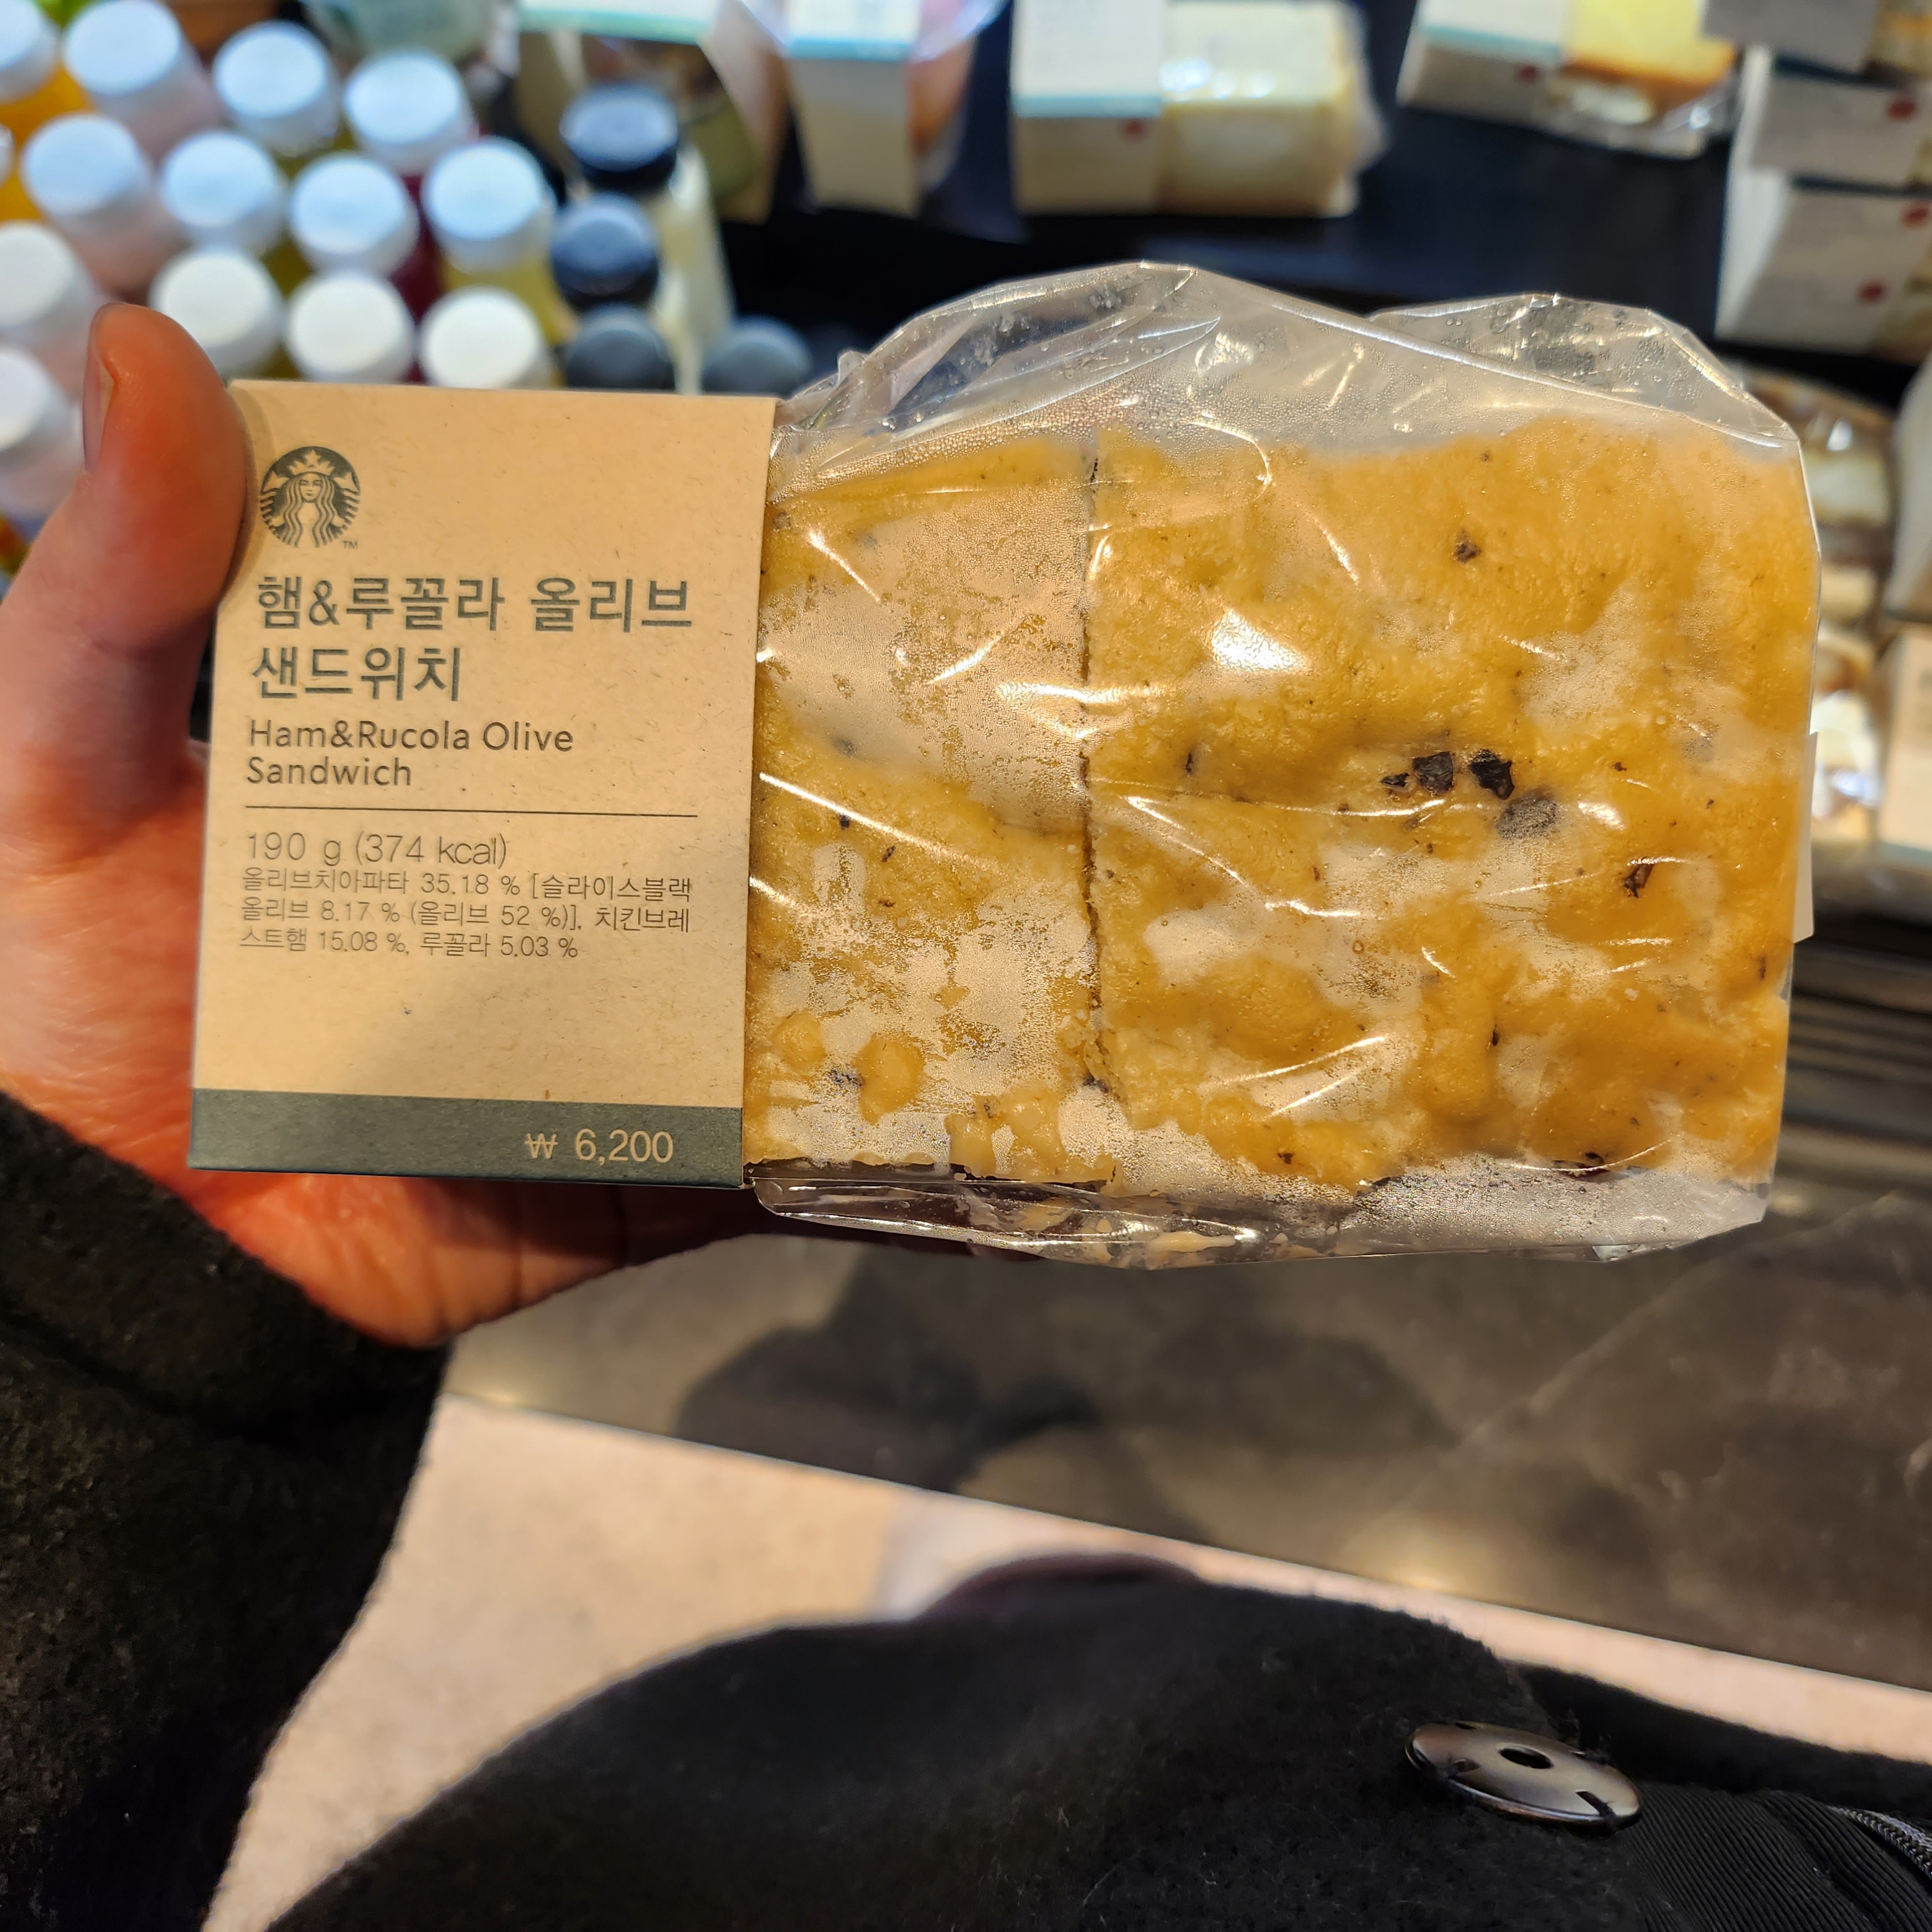 TM
햄&루꼴라 올리브
샌드위치
Ham&Rucola Olive
Sandwich
190 g (374 kcal)
올리브치아파타 35.18 % [슬라이스블랙
올리브 8.17 % (올리브 52 %)], 치킨브레
스트햄 15.08 %, 루꼴라 5.03 %
₩ 6,200